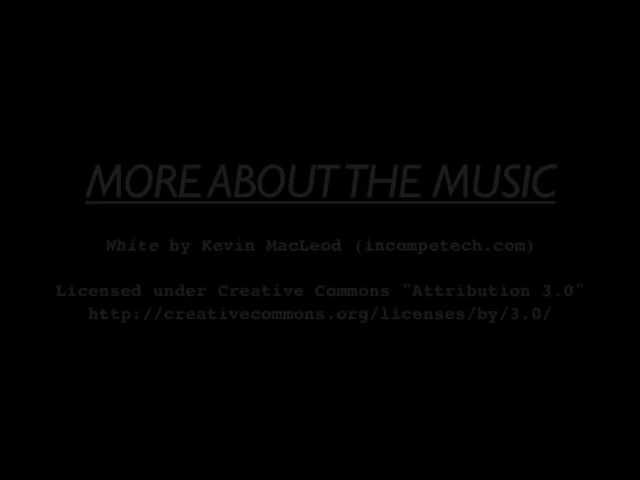 MORE ABOUT THE MUSIC
White by Kevin MacLeod (incompetech.com)
Licensed under Creative Commons "Attribution 3.0"
http://creativecommons.org/licenses/by/3.0/